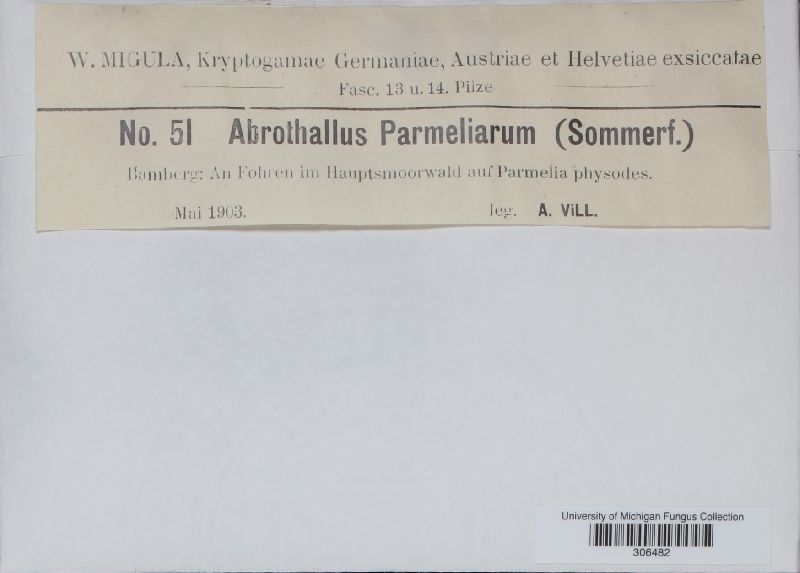 W. MIGULA, Kryptogamae Germaniae, Austriae et Helvetiae exsiccatae
Fasc. 13 u. 14. Pilze
No. 51 Abrothallus Parmeliarum (Sommerf.)
Bamberg: An Föhren im Hauptsmoorwald auf Parmelia physodes.
Mai 1903. leg. A. ViLL.
University of Michigan Fungus Collection
306482